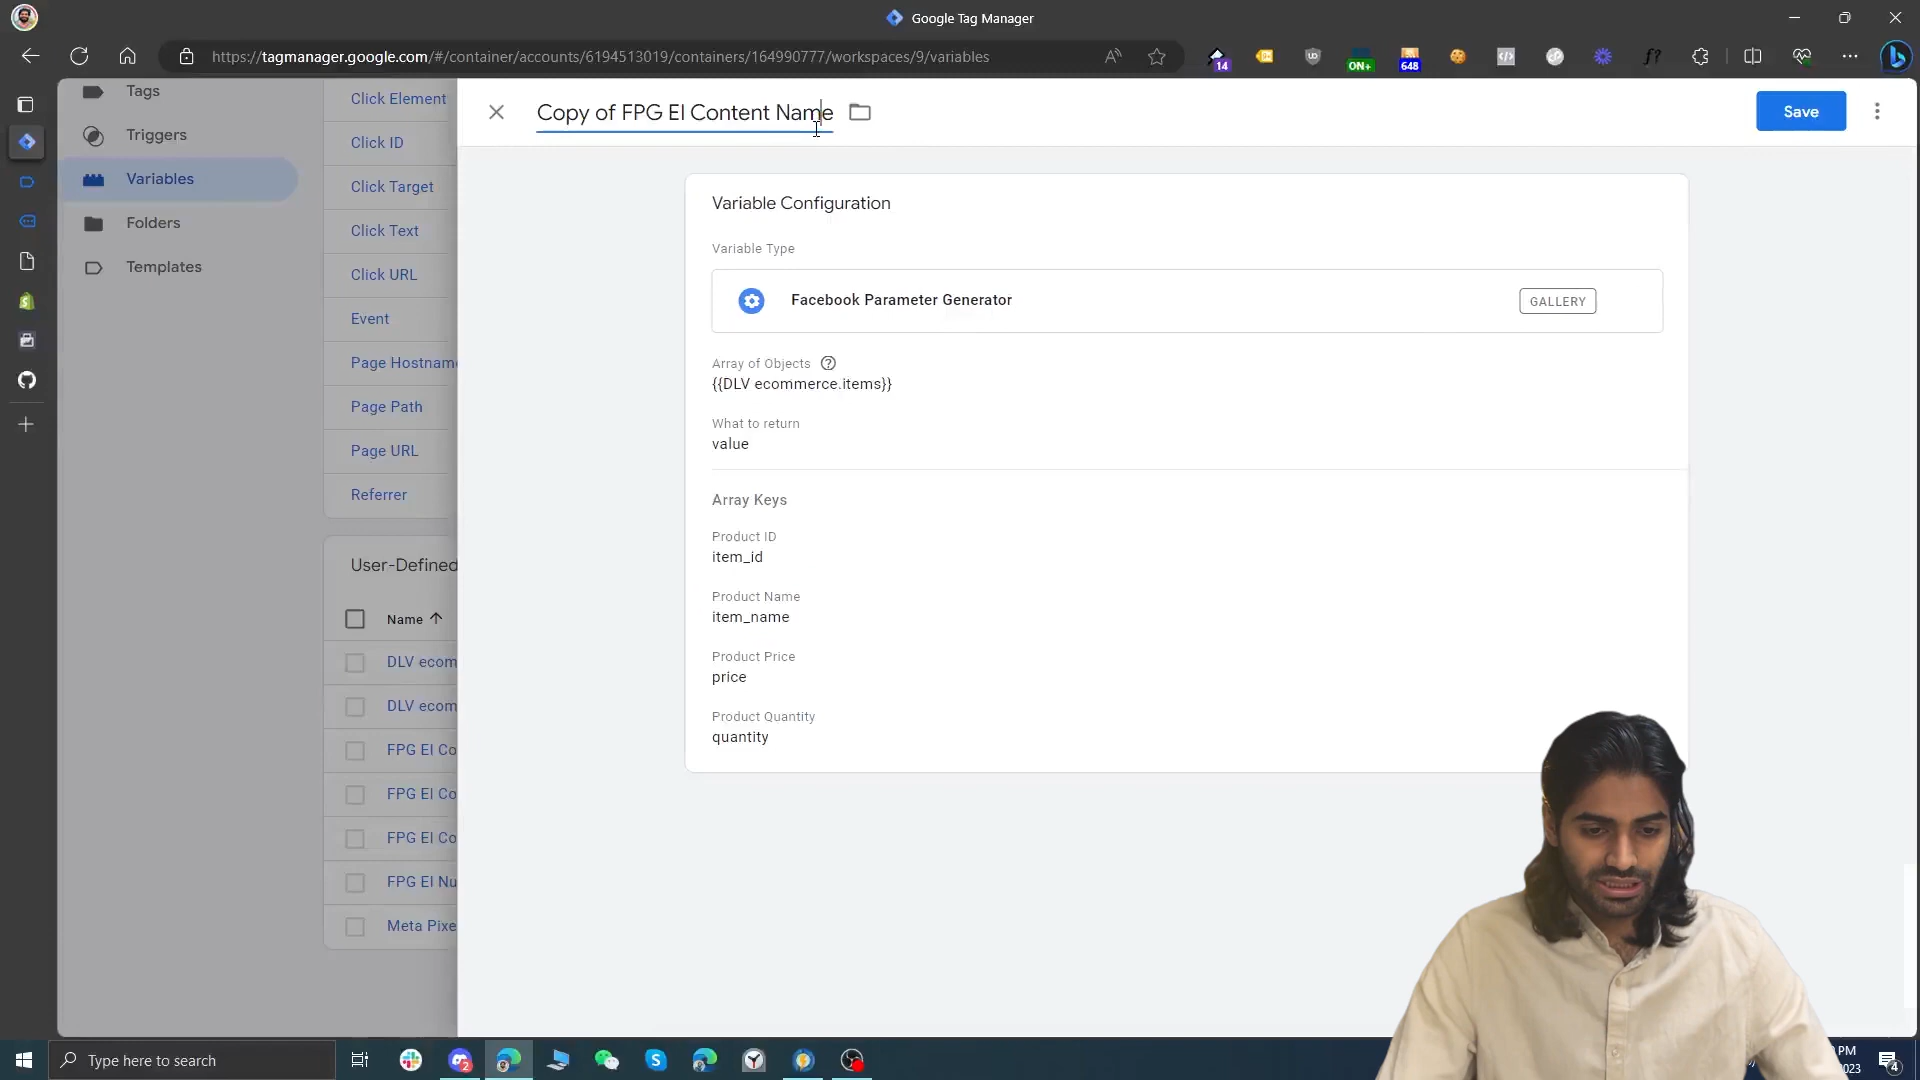 Google Tag Manager
https://tagmanager.google.com/#/container/accounts/6194513019/containers/164990777/workspaces/9/variables
14
UD
ON+
648
f?
Tags
Triggers
Variables
Folders
Templates
Click Element
Click ID
Click Target
Click Text
Click URL
Event
Page Hostname
Page Path
Page URL
Referrer
User-Defined
Name
DLV ecom
DLV ecom
FPG EI Co
FPG EI Co
FPG EI Co
FPG EI Nu
Meta Pixe
Copy of FPG EI Content Name
Save
Variable Configuration
Variable Type
Facebook Parameter Generator
GALLERY
Array of Objects
{{DLV ecommerce.items}}
What to return
value
Array Keys
Product ID
item_id
Product Name
item_name
Product Price
price
Product Quantity
quantity
Type here to search
2
PM
2023
4